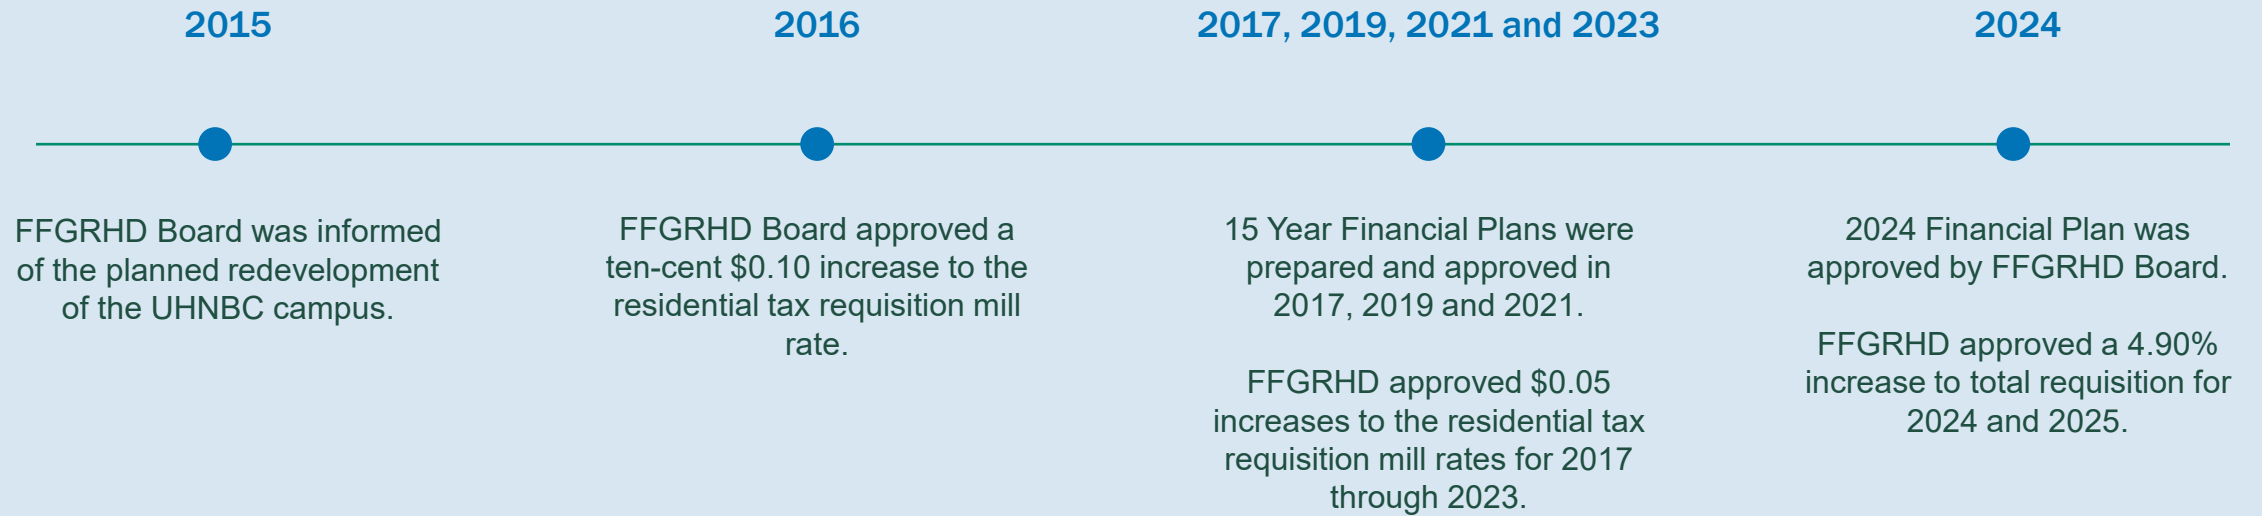 2015
FFGRHD Board was informed
of the planned redevelopment
of the UHNBC campus.
2016
FFGRHD Board approved a
ten-cent $0.10 increase to the
residential tax requisition mill
rate.
2017, 2019, 2021 and 2023
15 Year Financial Plans were
prepared and approved in
2017, 2019 and 2021.
FFGRHD approved $0.05
increases to the residential tax
requisition mill rates for 2017
through 2023.
2024
2024 Financial Plan was
approved by FFGRHD Board.
FFGRHD approved a 4.90%
increase to total requisition for
2024 and 2025.